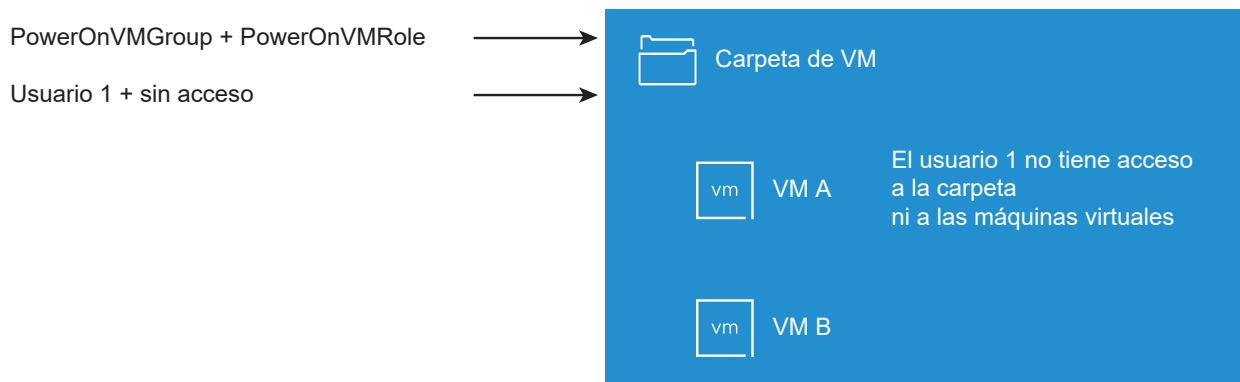 PowerOnVMGroup + PowerOnVMRole
Usuario 1 + sin acceso
Carpeta de VM
vm
VM A
El usuario 1 no tiene acceso
a la carpeta
ni a las máquinas virtuales
vm
VM B